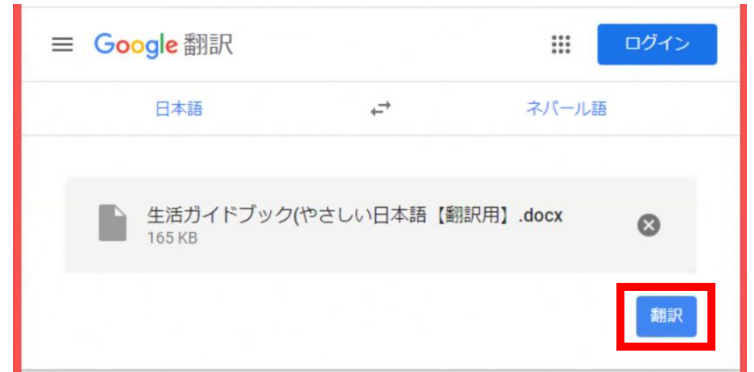 Google 翻訳 ログイン
日本語 ネパール語
生活ガイドブック(やさしい日本語【翻訳用】.docx
165 KB
翻訳